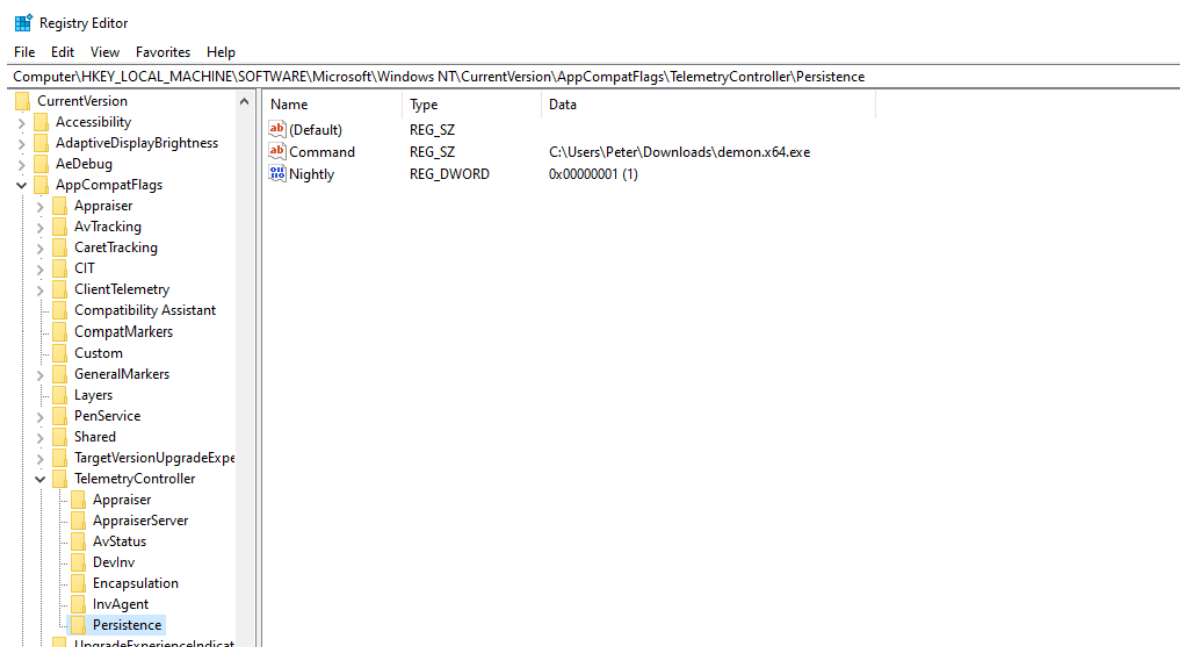 Registry Editor
File Edit View Favorites Help
Computer\HKEY_LOCAL_MACHINE\SOFTWARE\Microsoft\Windows NT\CurrentVersion\AppCompatFlags\TelemetryController\Persistence
CurrentVersion
Accessibility
AdaptiveDisplayBrightness
AeDebug
AppCompatFlags
Appraiser
AvTracking
CaretTracking
CIT
ClientTelemetry
Compatibility Assistant
CompatMarkers
Custom
GeneralMarkers
Layers
PenService
Shared
TargetVersionUpgradeExpe
TelemetryController
Appraiser
AppraiserServer
AvStatus
DevInv
Encapsulation
InvAgent
Persistence
UpgradeExperienceIndicat
Name Type Data
(Default) REG_SZ
Command REG_SZ C:\Users\Peter\Downloads\demon.x64.exe
Nightly REG_DWORD 0x00000001 (1)